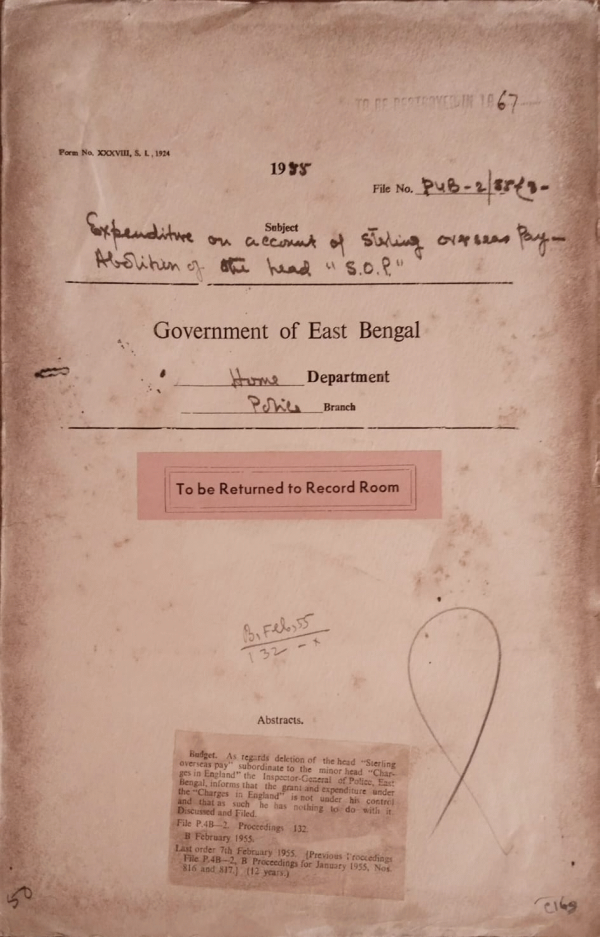 TO BE DESTROYED IN 1967
Form No. XXXVIII, S. I., 1924
1955
File No. P4B-2/55
Subject
Expenditure on account of sterling overseas Pay—
Abolition of the head "S.O.P."
Government of East Bengal
Home Department
Police Branch
To be Returned to Record Room
B, Feb, 55
132
Abstracts.
Budget. As regards deletion of the head "Sterling
overseas pay" subordinate to the minor head "Char-
ges in England" the Inspector-General of Police, East
Bengal, informs that the grant and expenditure under
the "Charges in England" is not under his control
and that as such he has nothing to do with it.
Discussed and Filed.
File P.4B—2. Proceedings 132.
B February 1955.
Last order 7th February 1955. (Previous Proceedings
File P.4B—2, B Proceedings for January 1955, Nos.
816 and 817.) (12 years.)
50
C169